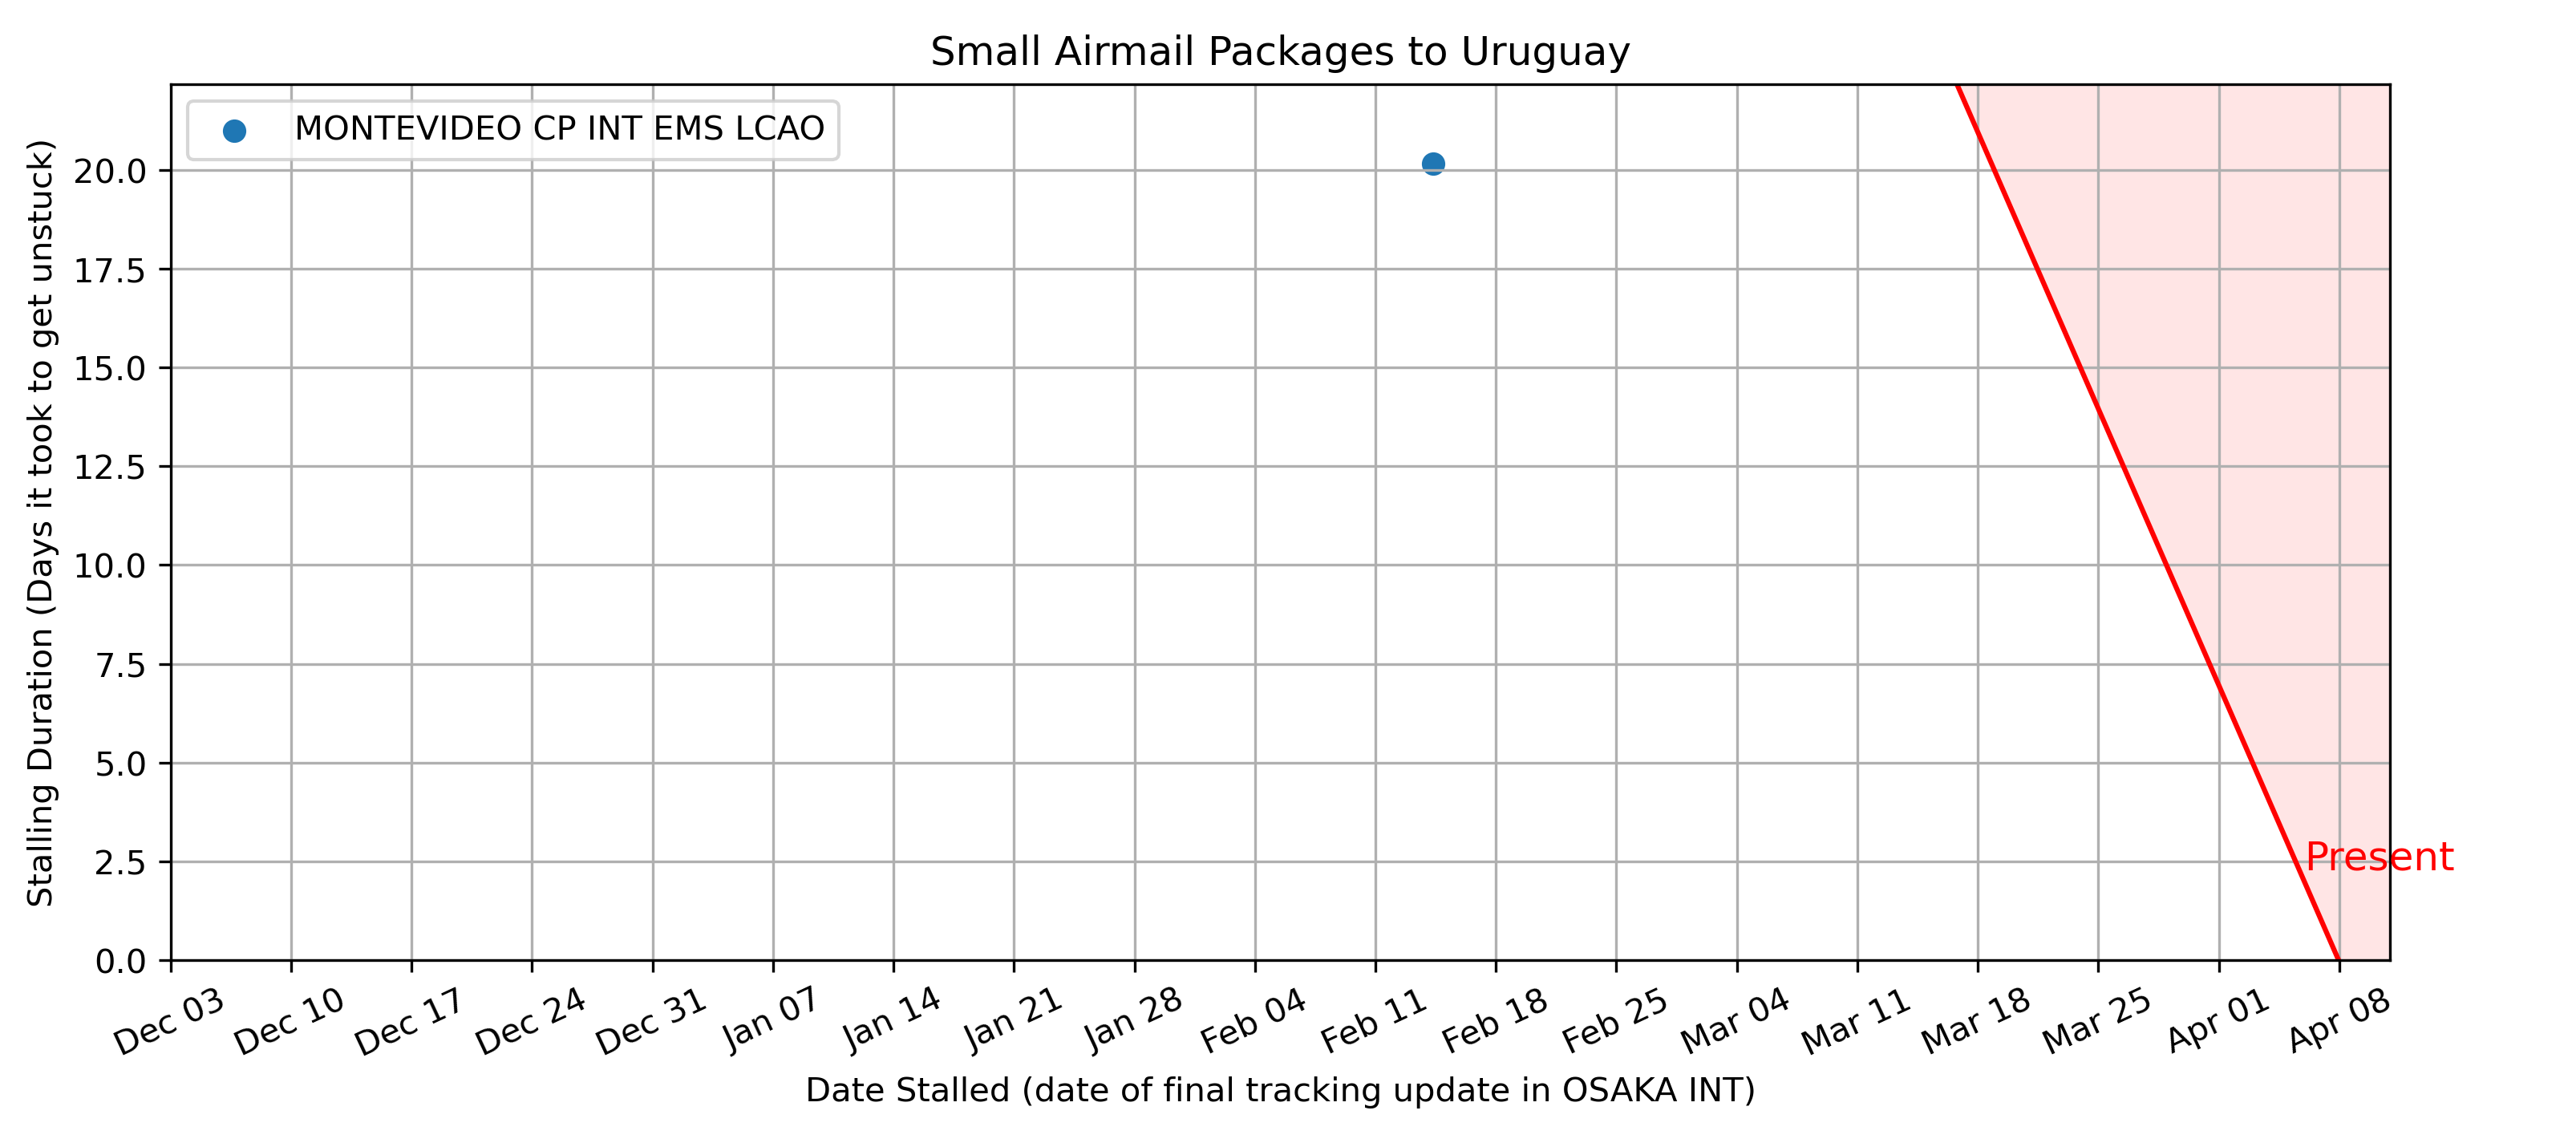 Small Airmail Packages to Uruguay
MONTEVIDEO CP INT EMS LCAO
Stalling Duration (Days it took to get unstuck)
20.0
17.5
15.0
12.5
10.0
7.5
5.0
2.5
0.0
Present
Dec 03
Dec 10
Dec 17
Dec 24
Dec 31
Jan 07
Jan 14
Jan 21
Jan 28
Feb 04
Feb 11
Feb 18
Feb 25
Mar 04
Mar 11
Mar 18
Mar 25
Apr 01
Apr 08
Date Stalled (date of final tracking update in OSAKA INT)